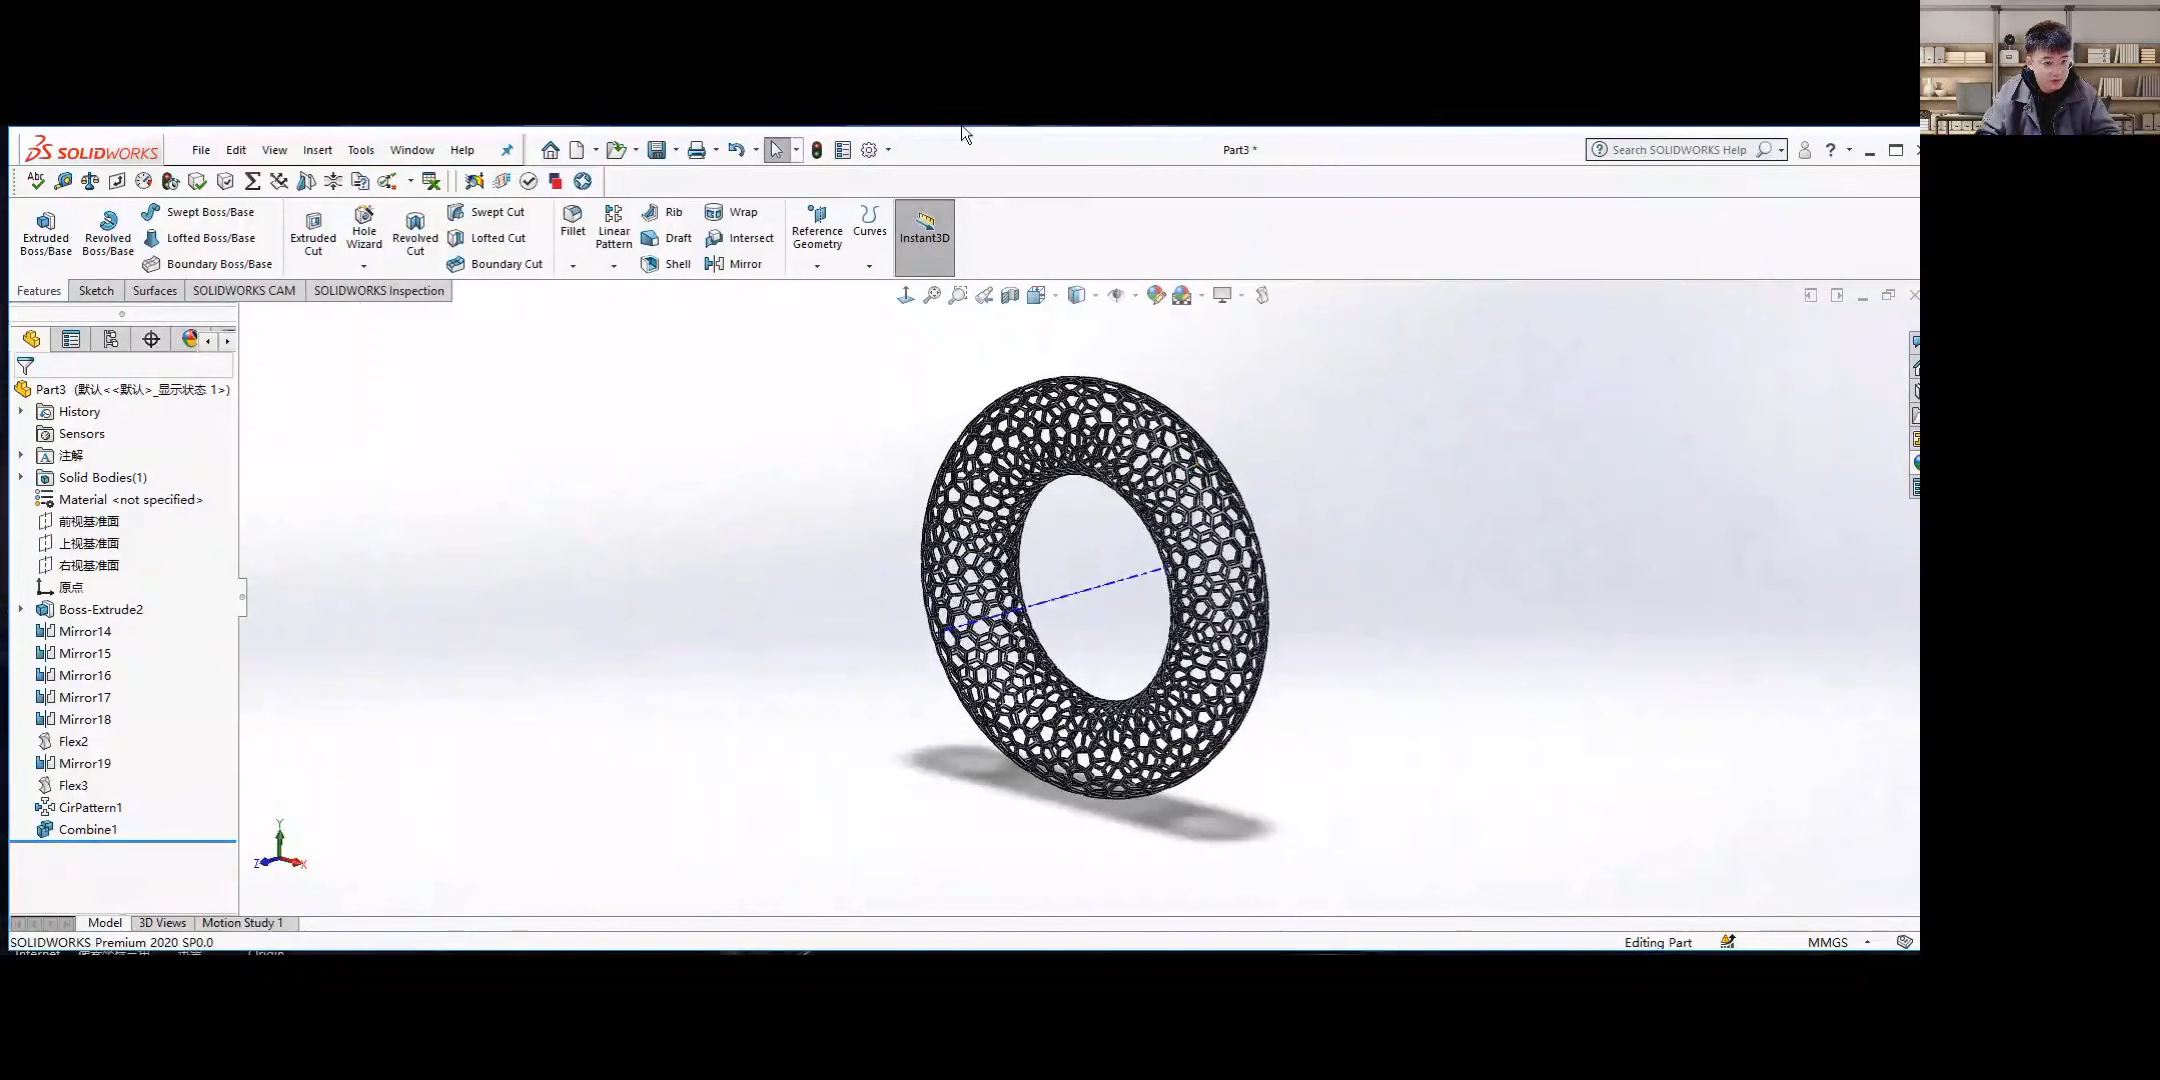 SOLIDWORKS File Edit View Insert Tools Window Help Part3 * Search SOLIDWORKS Help
Extruded Boss/Base
Revolved Boss/Base
Swept Boss/Base
Lofted Boss/Base
Boundary Boss/Base
Extruded Cut
Hole Wizard
Revolved Cut
Swept Cut
Lofted Cut
Boundary Cut
Fillet
Linear Pattern
Rib
Draft
Shell
Wrap
Intersect
Mirror
Reference Geometry
Curves
Instant3D
Features Sketch Surfaces SOLIDWORKS CAM SOLIDWORKS Inspection
Part3 (默认<<默认>_显示状态 1>)
History
Sensors
注解
Solid Bodies(1)
Material <not specified>
前视基准面
上视基准面
右视基准面
原点
Boss-Extrude2
Mirror14
Mirror15
Mirror16
Mirror17
Mirror18
Flex2
Mirror19
Flex3
CirPattern1
Combine1
Y
Z X
Model 3D Views Motion Study 1
SOLIDWORKS Premium 2020 SP0.0 Editing Part MMGS